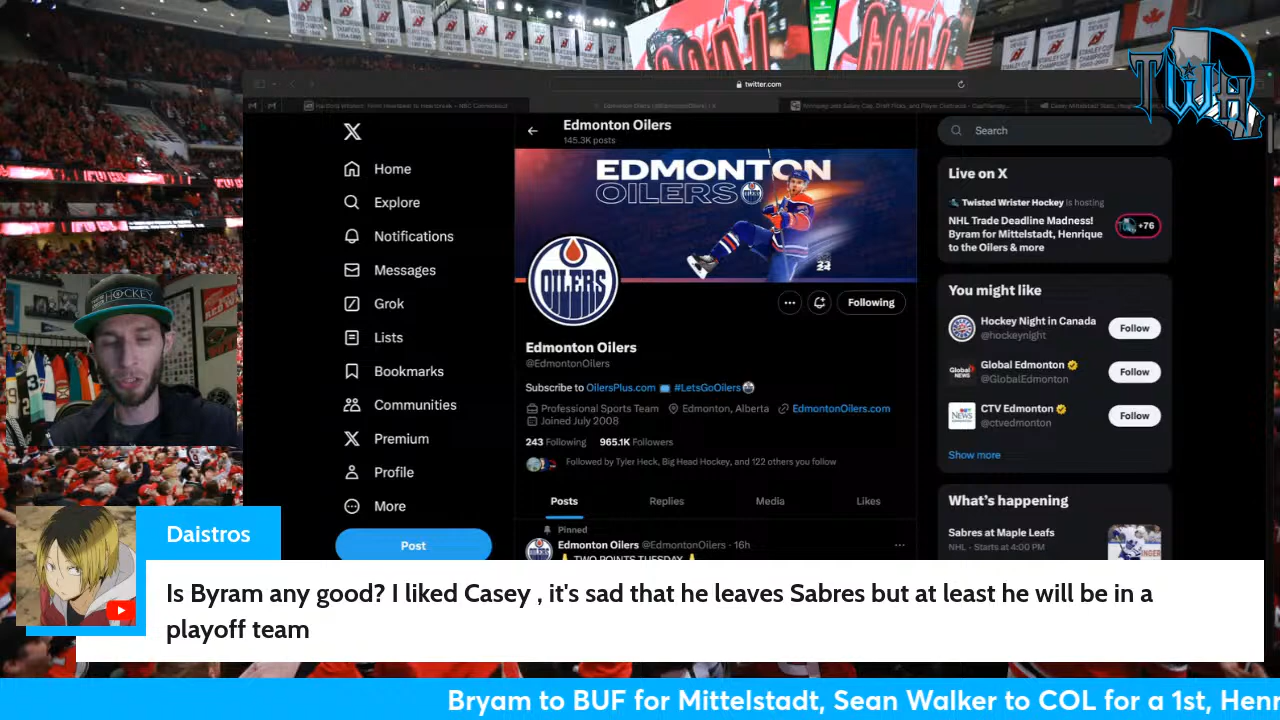 twitter.com
X
Home
Explore
Notifications
Messages
Grok
Lists
Bookmarks
Communities
Premium
Profile
More
Post
Edmonton Oilers
145.3K posts
EDMONTON
OILERS
OILERS
Following
Edmonton Oilers
@EdmontonOilers
Subscribe to OilersPlus.com #LetsGoOilers
Professional Sports Team Edmonton, Alberta EdmontonOilers.com
Joined July 2008
243 Following 965.1K Followers
Followed by Tyler Heck, Big Head Hockey, and 122 others you follow
Posts Replies Media Likes
Pinned
Edmonton Oilers @EdmontonOilers · 16h
TWO POINTS TUESDAY
Search
Live on X
Twisted Wrister Hockey is hosting
NHL Trade Deadline Madness!
Byram for Mittelstadt, Henrique
to the Oilers & more
+76
You might like
Hockey Night in Canada
@hockeynight
Follow
Global Edmonton
@GlobalEdmonton
Follow
CTV Edmonton
@ctvedmonton
Follow
Show more
What's happening
Sabres at Maple Leafs
NHL · Starts at 4:00 PM
TWH
HOCKEY
Daistros
Is Byram any good? I liked Casey , it's sad that he leaves Sabres but at least he will be in a
playoff team
Bryam to BUF for Mittelstadt, Sean Walker to COL for a 1st, Henr